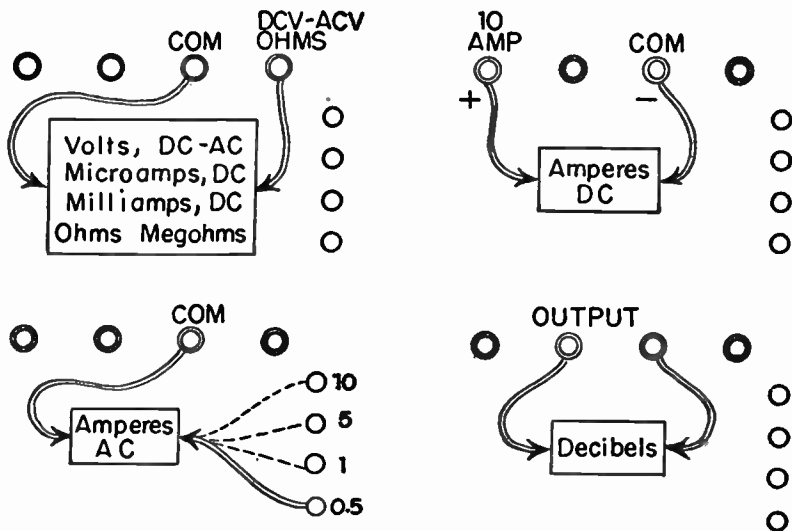 COM
DCV-ACV
OHMS
Volts, DC-AC
Microamps, DC
Milliamps, DC
Ohms Megohms
10
AMP
COM
+
−
Amperes
DC
COM
Amperes
AC
10
5
1
0.5
OUTPUT
Decibels